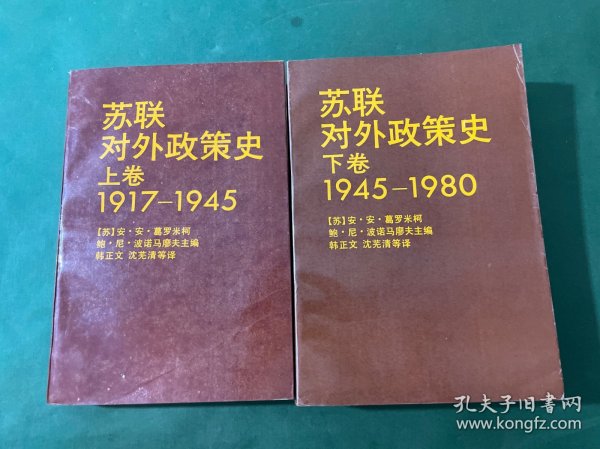 苏联
对外政策史
上卷
1917-1945
【苏】安·安·葛罗米柯
鲍·尼·波诺马廖夫主编
韩正文 沈芜清等译
苏联
对外政策史
下卷
1945-1980
【苏】安·安·葛罗米柯
鲍·尼·波诺马廖夫主编
韩正文 沈芜清等译
孔夫子旧书网
www.kongfz.com